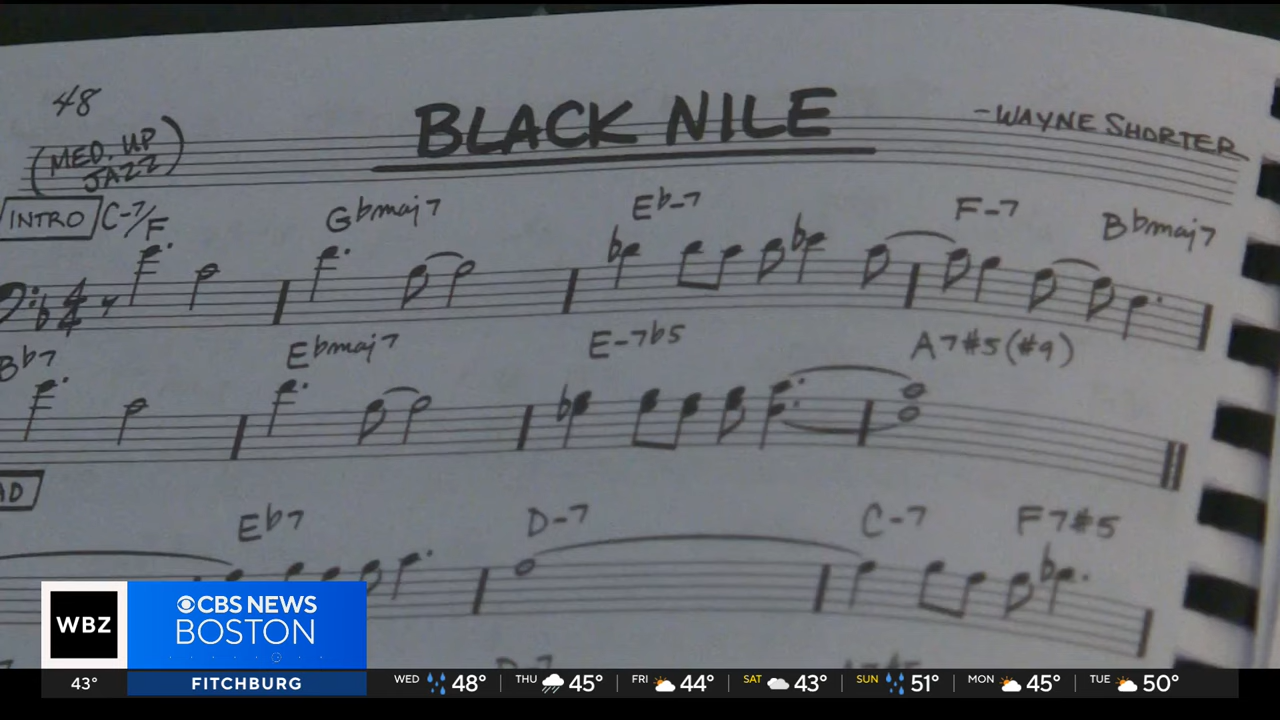 48
BLACK NILE
-WAYNE SHORTER
(MED. UP JAZZ)
INTRO C-7/F Gbmaj7 Eb-7 F-7 Bbmaj7
Bb7 Ebmaj7 E-7b5 A7#5(#9)
Eb7 D-7 C-7 F7#5
WBZ
CBS NEWS
BOSTON
43° FITCHBURG WED 48° THU 45° FRI 44° SAT 43° SUN 51° MON 45° TUE 50°